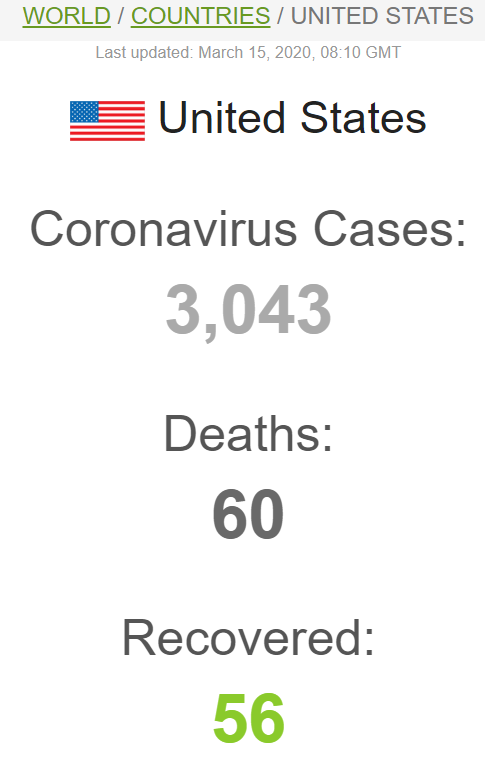 WORLD / COUNTRIES / UNITED STATES
Last updated: March 15, 2020, 08:10 GMT
United States
Coronavirus Cases:
3,043
Deaths:
60
Recovered:
56